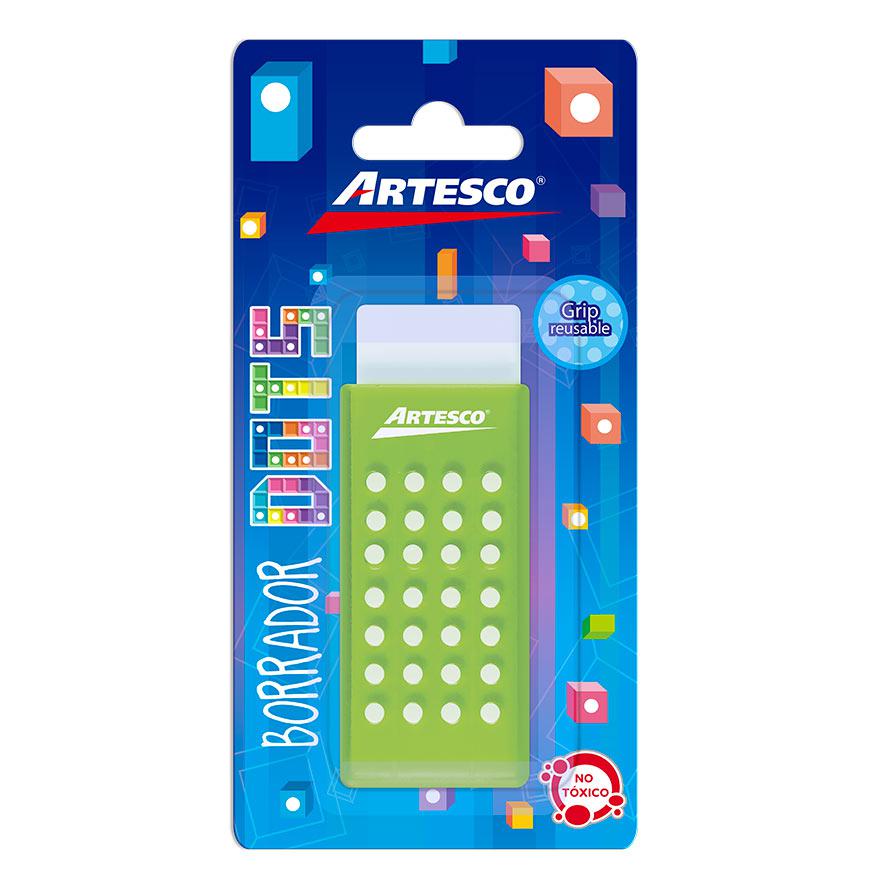 ARTESCO®
Grip
reusable
ARTESCO®
BORRADOR DOTS
NO
TÓXICO